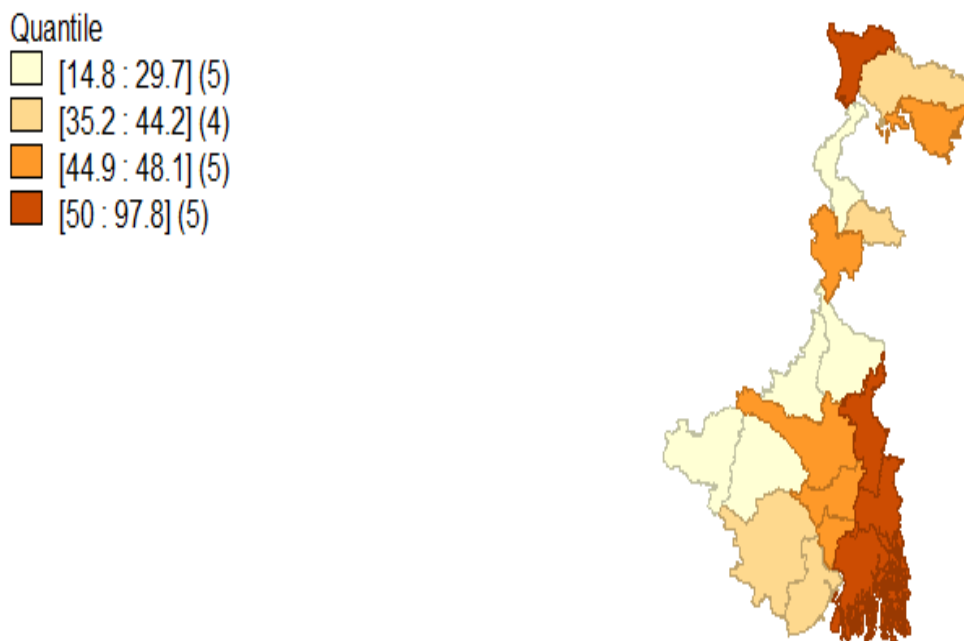 Quantile
[14.8 : 29.7] (5)
[35.2 : 44.2] (4)
[44.9 : 48.1] (5)
[50 : 97.8] (5)